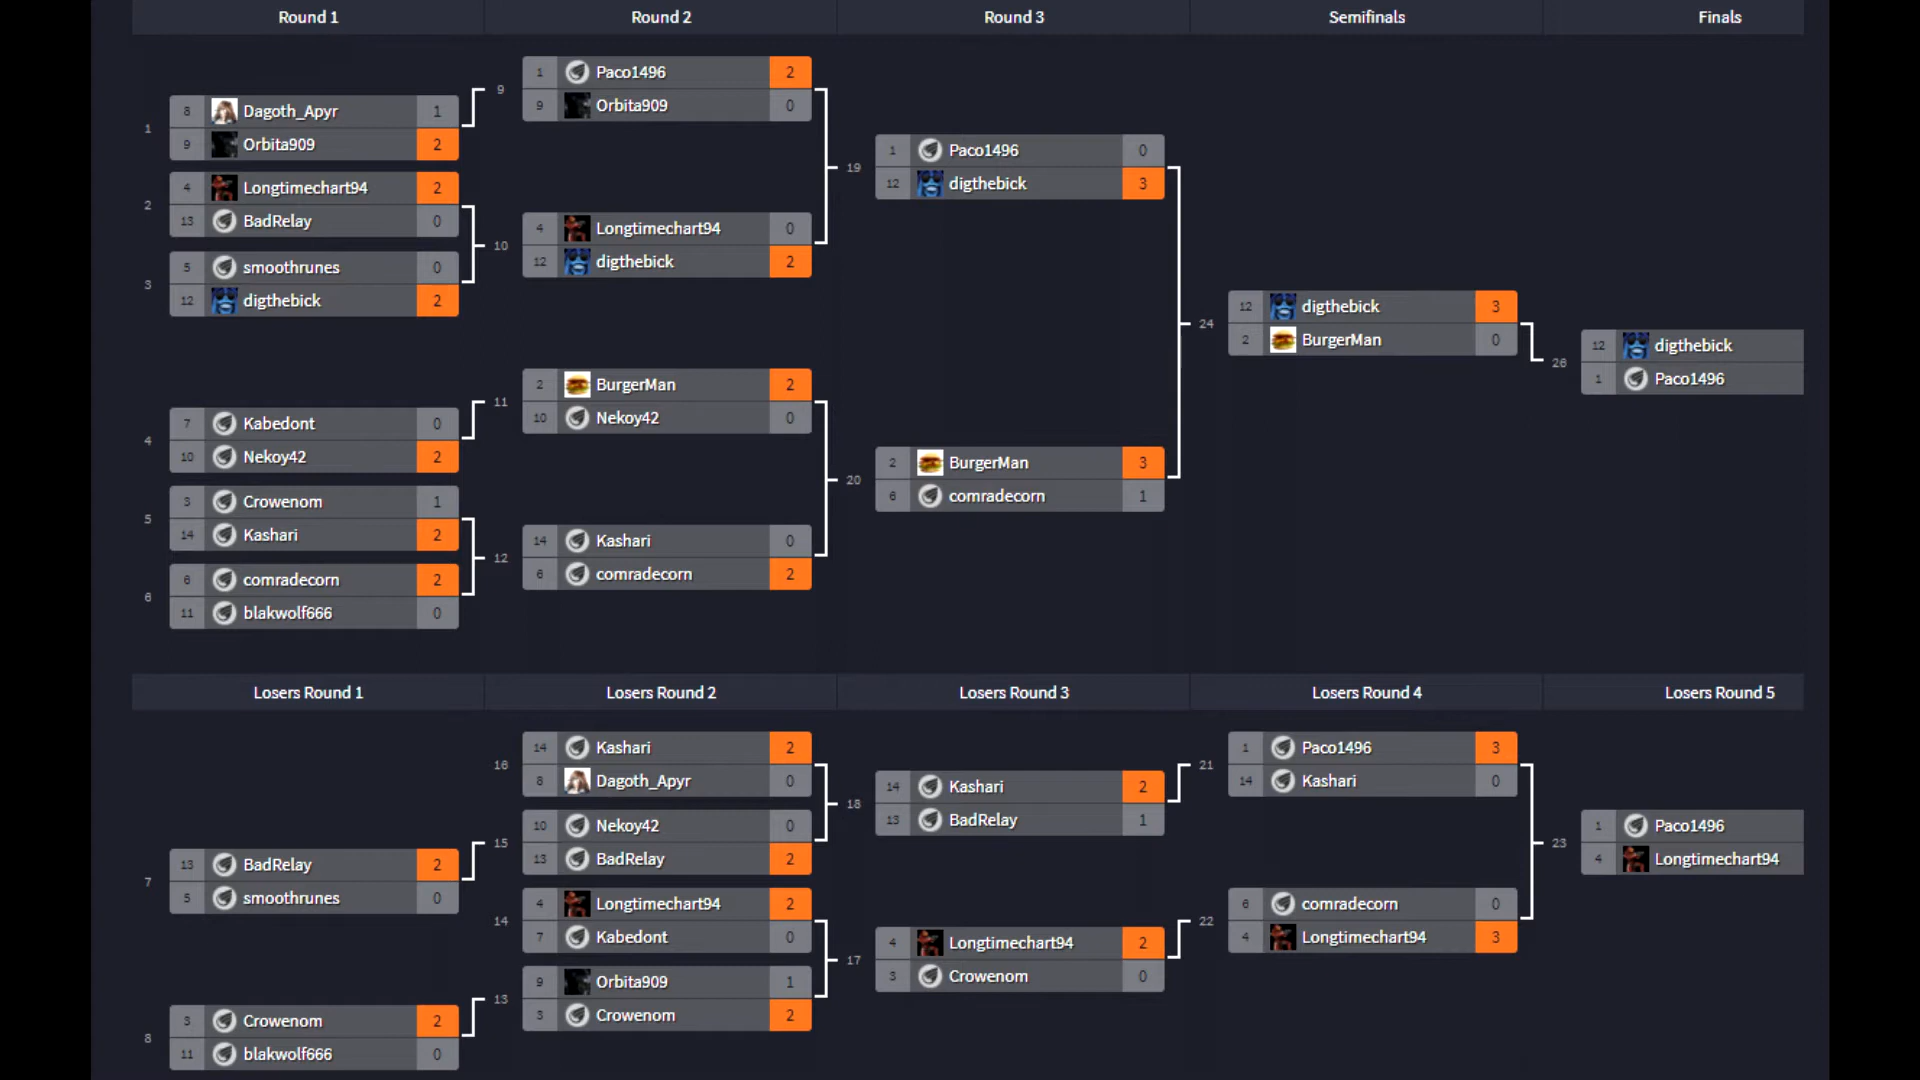 Round 1 Round 2 Round 3 Semifinals Finals
1
8 Dagoth_Apyr 1
9 Orbita909 2
2
4 Longtimechart94 2
13 BadRelay 0
3
5 smoothrunes 0
12 digthebick 2
4
7 Kabedont 0
10 Nekoy42 2
5
3 Crowenom 1
14 Kashari 2
6
6 comradecorn 2
11 blakwolf666 0
9
1 Paco1496 2
9 Orbita909 0
10
4 Longtimechart94 0
12 digthebick 2
11
2 BurgerMan 2
10 Nekoy42 0
12
14 Kashari 0
6 comradecorn 2
19
1 Paco1496 0
12 digthebick 3
20
2 BurgerMan 3
6 comradecorn 1
24
12 digthebick 3
2 BurgerMan 0
26
12 digthebick
1 Paco1496
Losers Round 1 Losers Round 2 Losers Round 3 Losers Round 4 Losers Round 5
7
13 BadRelay 2
5 smoothrunes 0
8
3 Crowenom 2
11 blakwolf666 0
16
14 Kashari 2
8 Dagoth_Apyr 0
15
10 Nekoy42 0
13 BadRelay 2
14
4 Longtimechart94 2
7 Kabedont 0
13
9 Orbita909 1
3 Crowenom 2
18
14 Kashari 2
13 BadRelay 1
17
4 Longtimechart94 2
3 Crowenom 0
21
1 Paco1496 3
14 Kashari 0
22
6 comradecorn 0
4 Longtimechart94 3
23
1 Paco1496
4 Longtimechart94